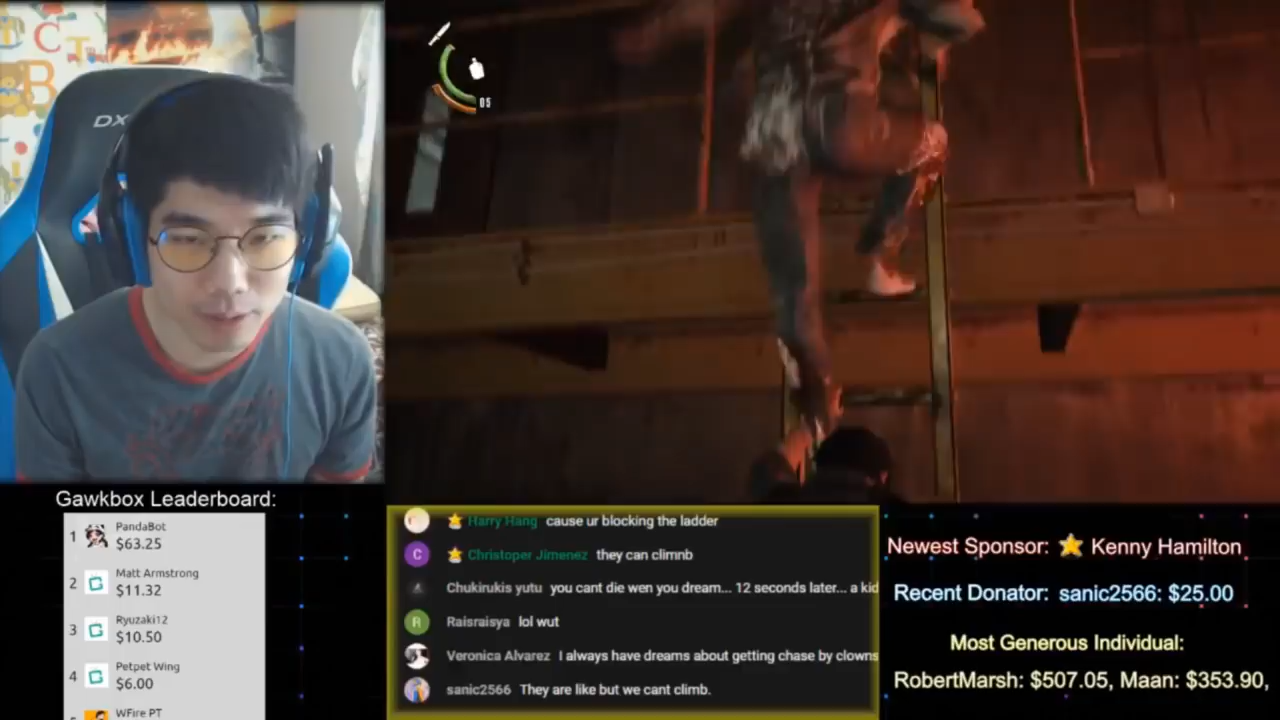 DX
05
Gawkbox Leaderboard:
1 PandaBot
$63.25
2 Matt Armstrong
$11.32
3 Ryuzaki12
$10.50
4 Petpet Wing
$6.00
WFire PT
Harry Hang cause ur blocking the ladder
C Christoper Jimenez they can climnb
Chukirukis yutu you cant die wen you dream... 12 seconds later... a kid
R Raisraisya lol wut
Veronica Alvarez I always have dreams about getting chase by clowns
sanic2566 They are like but we cant climb.
Newest Sponsor: Kenny Hamilton
Recent Donator: sanic2566: $25.00
Most Generous Individual:
RobertMarsh: $507.05, Maan: $353.90,